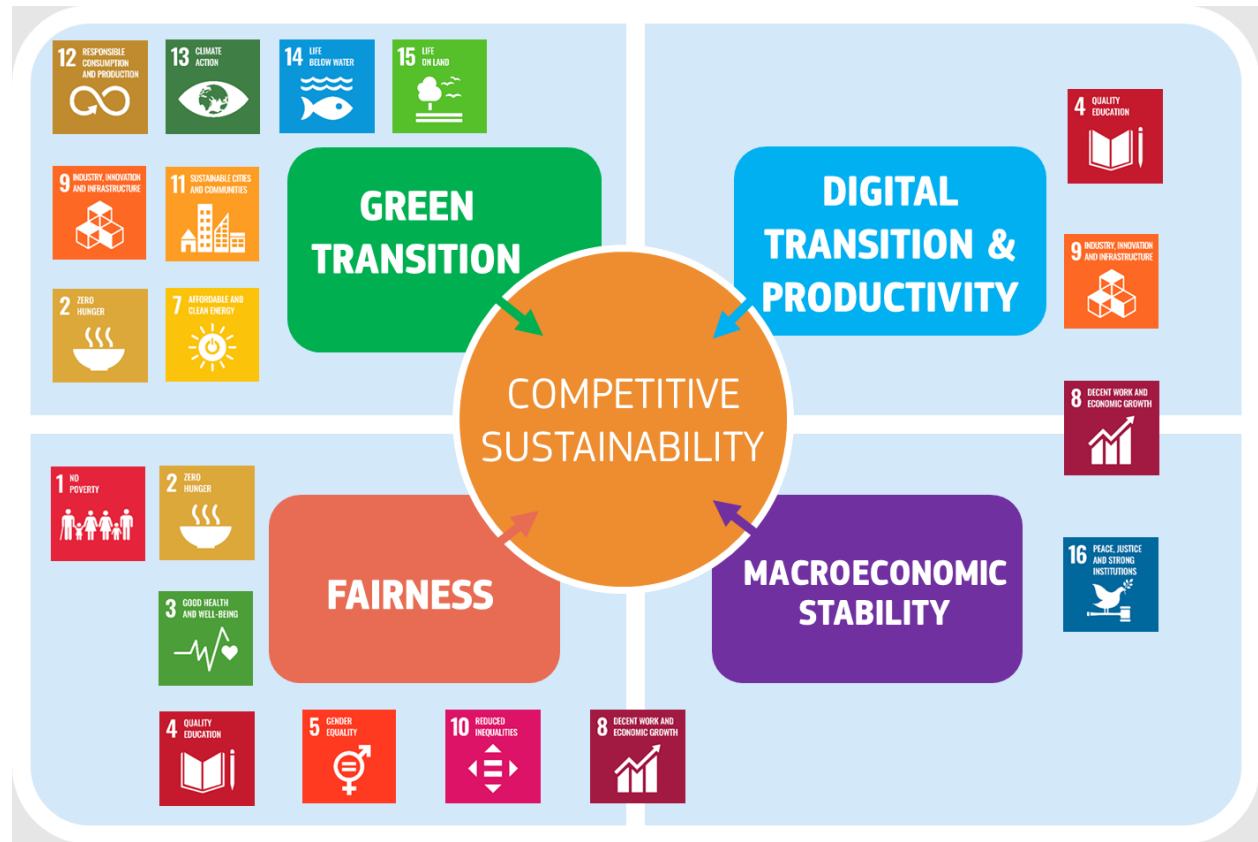 12 RESPONSIBLE
CONSUMPTION
AND PRODUCTION
13 CLIMATE
ACTION
14 LIFE
BELOW WATER
15 LIFE
ON LAND
9 INDUSTRY, INNOVATION
AND INFRASTRUCTURE
11 SUSTAINABLE CITIES
AND COMMUNITIES
2 ZERO
HUNGER
7 AFFORDABLE AND
CLEAN ENERGY
GREEN
TRANSITION
DIGITAL
TRANSITION &
PRODUCTIVITY
4 QUALITY
EDUCATION
9 INDUSTRY, INNOVATION
AND INFRASTRUCTURE
8 DECENT WORK AND
ECONOMIC GROWTH
COMPETITIVE
SUSTAINABILITY
1 NO
POVERTY
2 ZERO
HUNGER
3 GOOD HEALTH
AND WELL-BEING
FAIRNESS
4 QUALITY
EDUCATION
5 GENDER
EQUALITY
10 REDUCED
INEQUALITIES
8 DECENT WORK AND
ECONOMIC GROWTH
MACROECONOMIC
STABILITY
16 PEACE, JUSTICE
AND STRONG
INSTITUTIONS